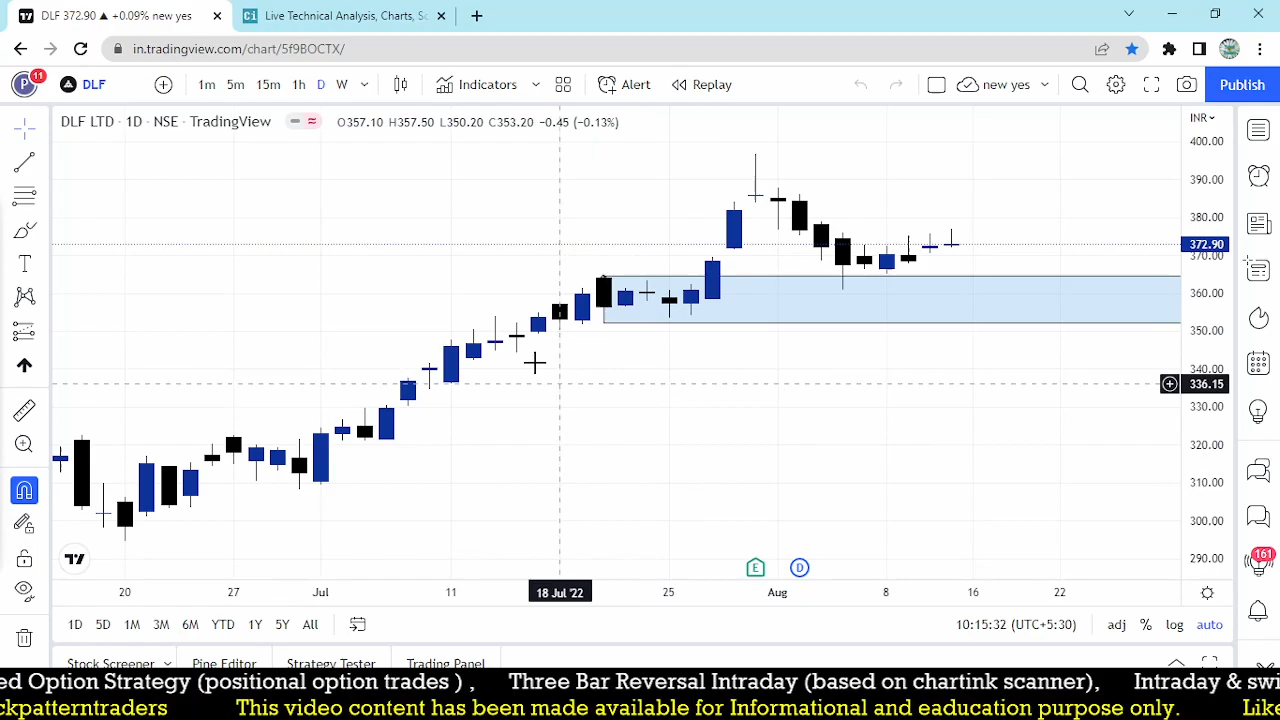 DLF 372.90 ▲ +0.09% new yes
Live Technical Analysis, Charts, Sc
in.tradingview.com/chart/5f9BOCTX/
P 11 DLF 1m 5m 15m 1h D W Indicators Alert Replay new yes Publish
DLF LTD · 1D · NSE · TradingView O357.10 H357.50 L350.20 C353.20 -0.45 (-0.13%)
INR
400.00
390.00
380.00
372.90
370.00
360.00
350.00
340.00
336.15
330.00
320.00
310.00
300.00
290.00
161
E D
20 27 Jul 11 18 Jul '22 25 Aug 8 16 22
1D 5D 1M 3M 6M YTD 1Y 5Y All 10:15:32 (UTC+5:30) adj % log auto
Stock Screener Pine Editor Strategy Tester Trading Panel
ed Option Strategy (positional option trades ) , Three Bar Reversal Intraday (based on chartink scanner), Intraday & swi
ckpatterntraders This video content has been made available for Informational and eaducation purpose only. Like